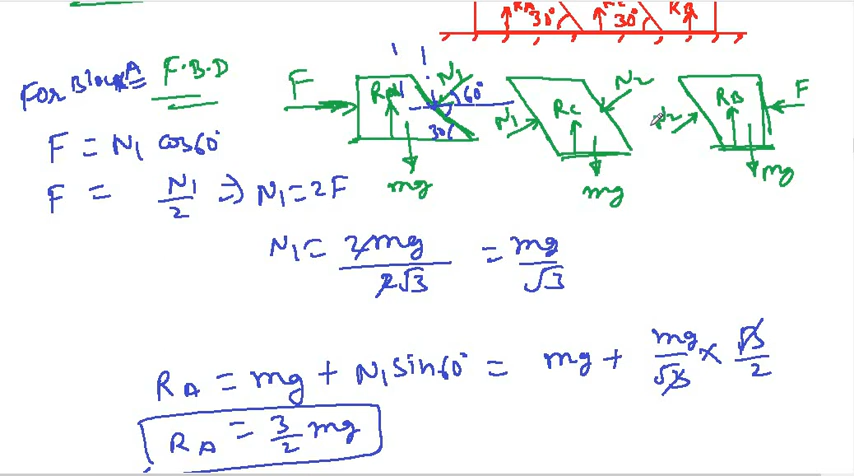 RA 30° RC 30° RB
For Block A F.B.D
F RA N1 60° 30° mg
N1 RC N2 mg
N2 RB F mg
F = N1 cos60°
F = N1/2 ⇒ N1 = 2F
N1 = 2mg/2√3 = mg/√3
RA = mg + N1 sin60° = mg + mg/√3 × √3/2
RA = 3/2 mg